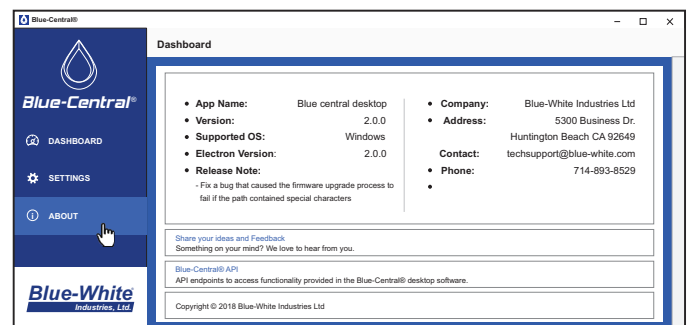 Blue-Central®
Dashboard
Blue-Central®
DASHBOARD
SETTINGS
ABOUT
Blue-White
Industries, Ltd.
• App Name: Blue central desktop
• Version: 2.0.0
• Supported OS: Windows
• Electron Version: 2.0.0
• Release Note:
- Fix a bug that caused the firmware upgrade process to
fail if the path contained special characters
• Company: Blue-White Industries Ltd
• Address: 5300 Business Dr.
Huntington Beach CA 92649
Contact: techsupport@blue-white.com
• Phone: 714-893-8529
•
Share your ideas and Feedback
Something on your mind? We love to hear from you.
Blue-Central® API
API endpoints to access functionality provided in the Blue-Central® desktop software.
Copyright © 2018 Blue-White Industries Ltd